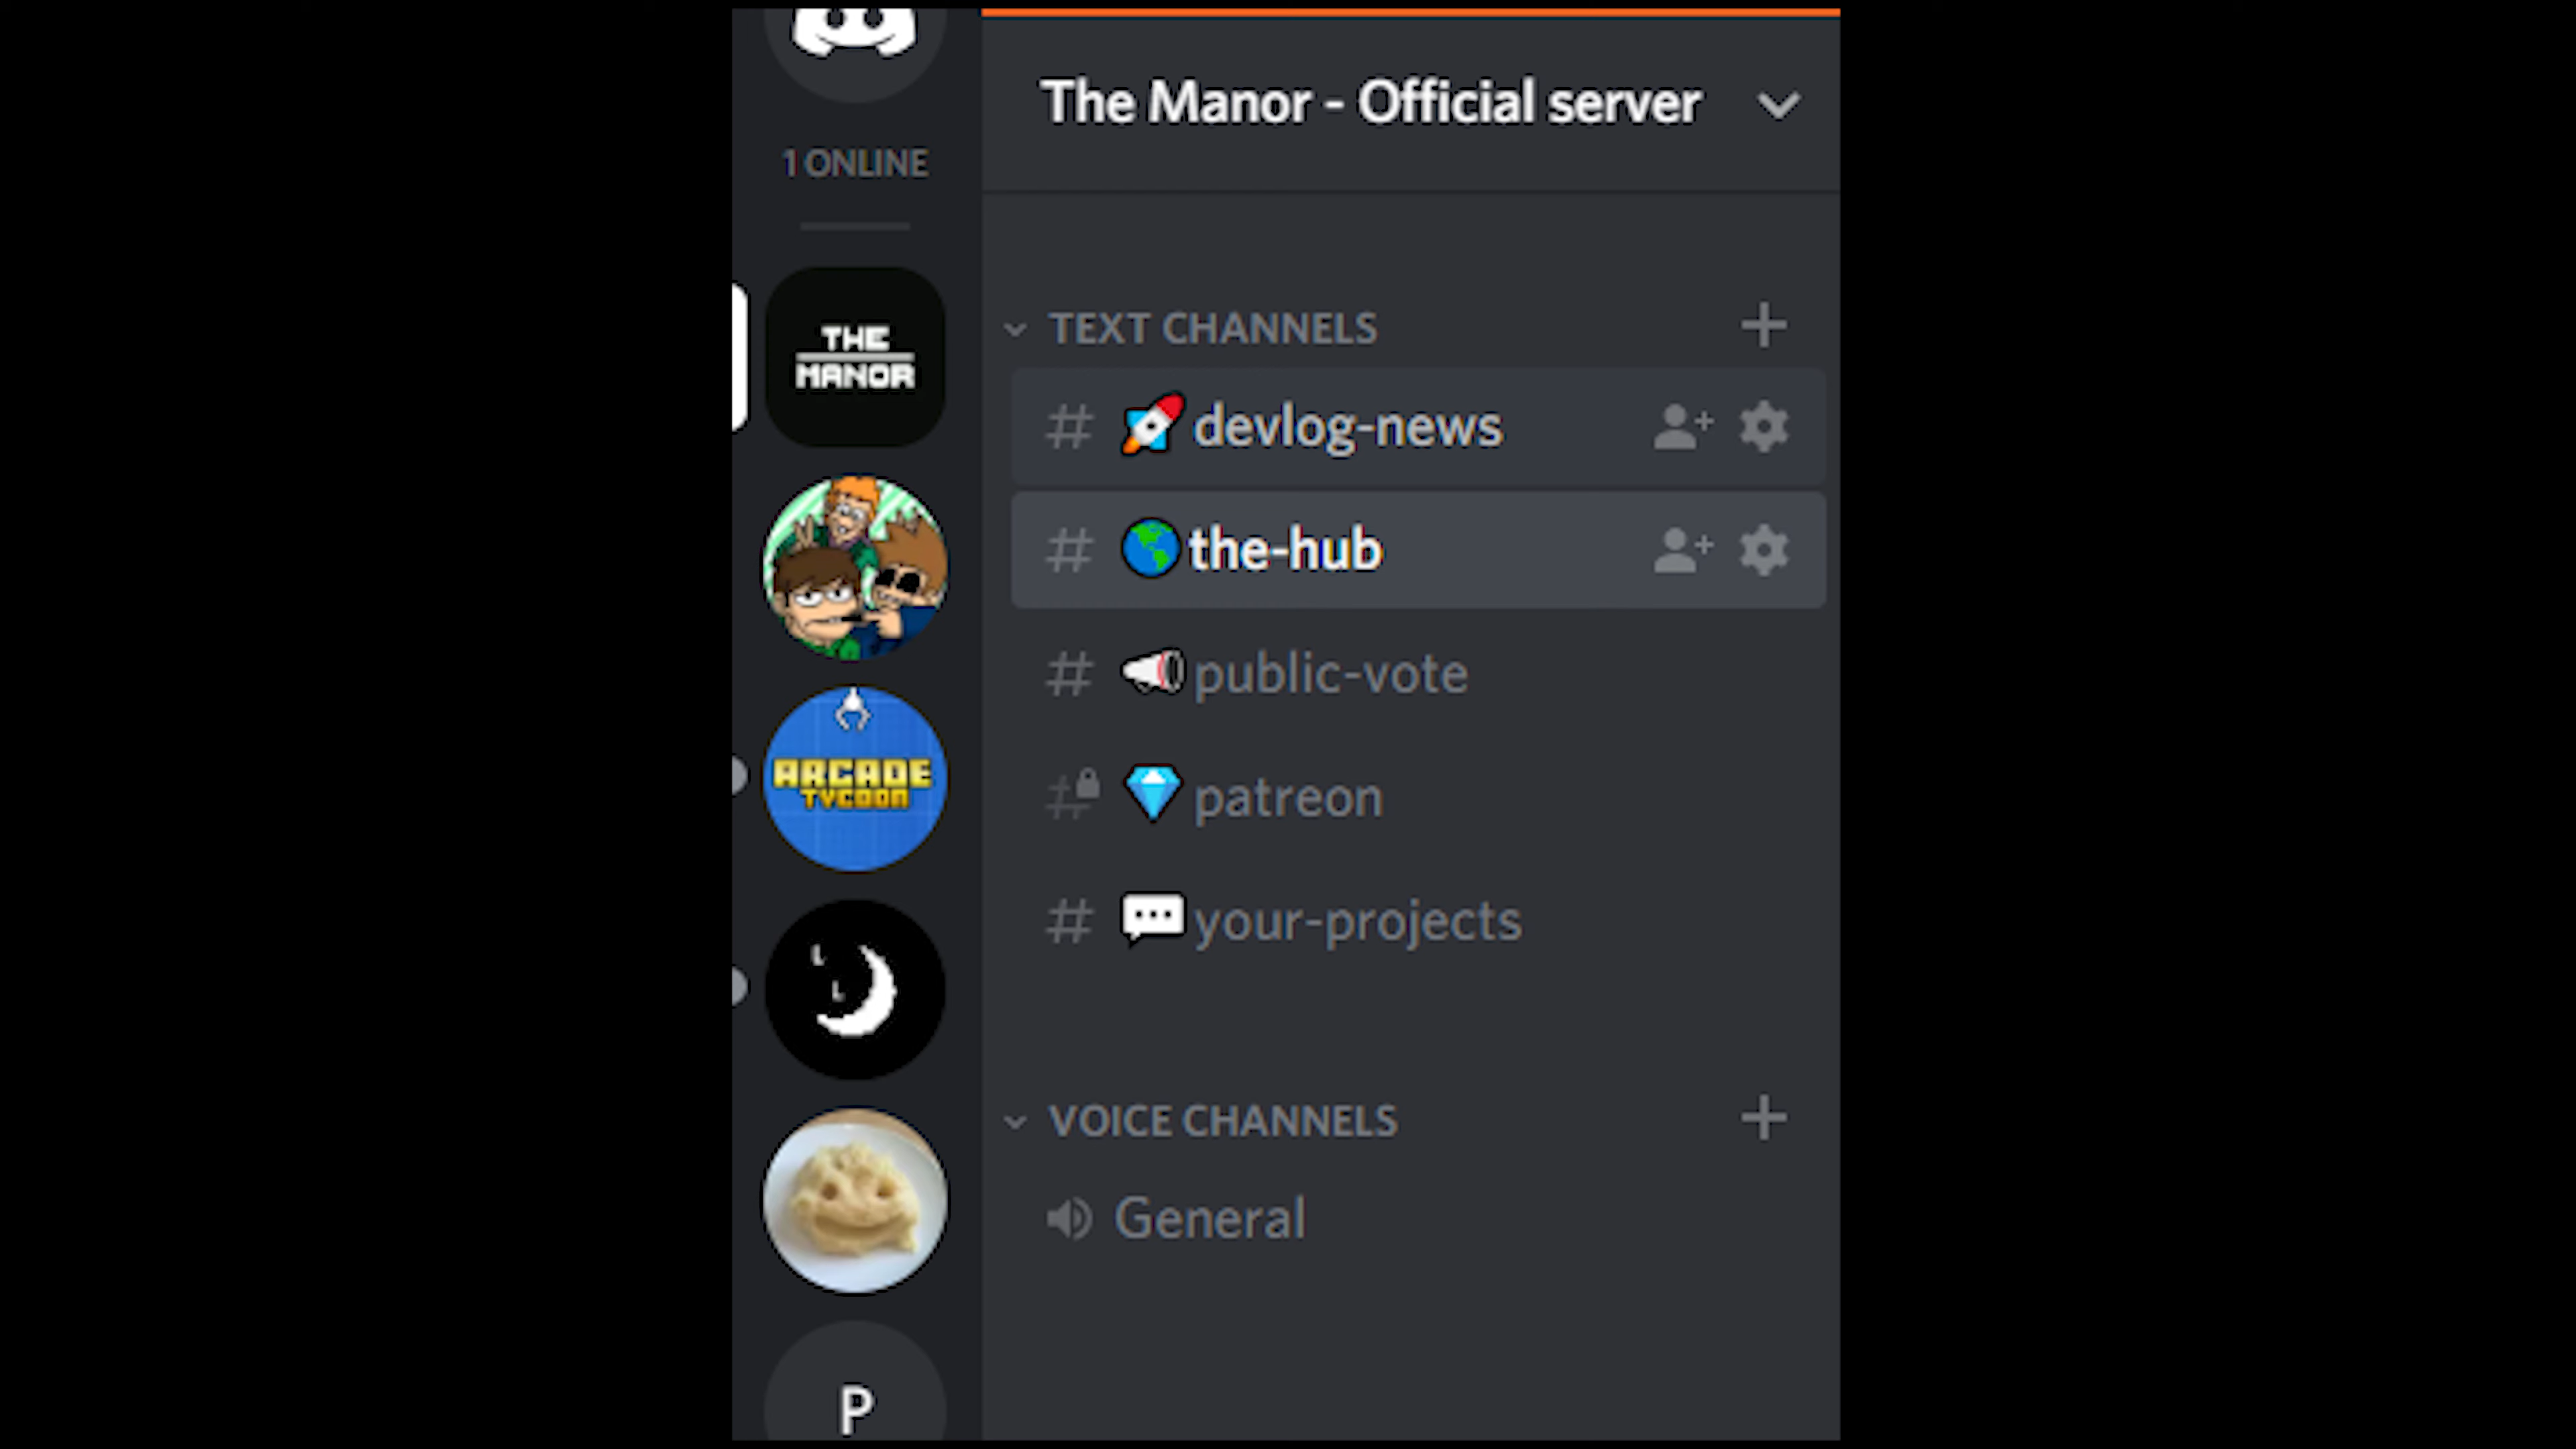 The Manor - Official server
1 ONLINE
THE
MANOR
ARCADE
TYCOON
P
TEXT CHANNELS
devlog-news
the-hub
public-vote
patreon
your-projects
VOICE CHANNELS
General